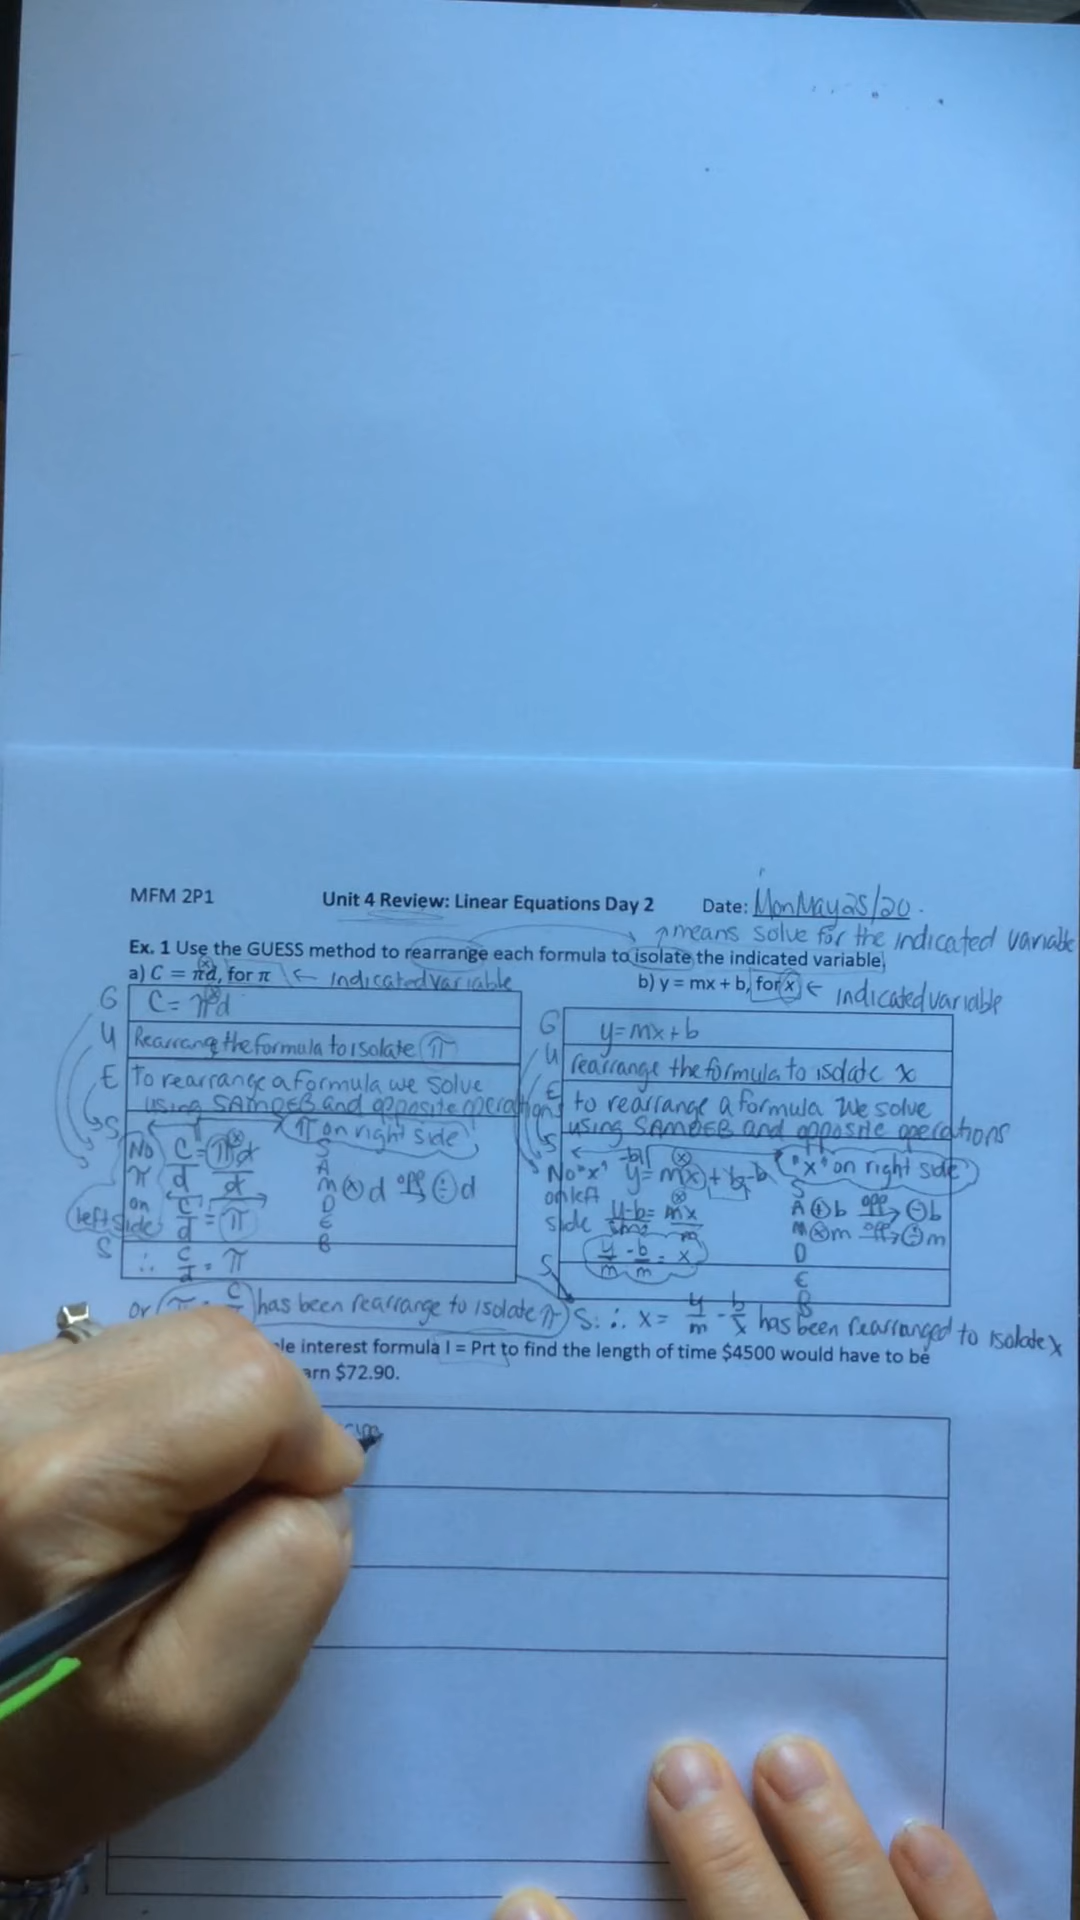 MFM 2P1 Unit 4 Review: Linear Equations Day 2 Date: Mon May 25/20.
↑ means solve for the indicated variable
Ex. 1 Use the GUESS method to rearrange each formula to isolate the indicated variable
a) C = πd, for π ← indicated variable
G C = πd
U Rearrange the formula to isolate π
E To rearrange a formula we solve
using SAMDEB and opposite operations
S π on right side
No π on left side
C = πd
d d
C = π
d
S
A
M ⊗ d opp ÷ d
D
E
B
S ∴ C/d = π
or has been rearrange to isolate π
b) y = mx + b, for x ← indicated variable
G y = mx + b
U rearrange the formula to isolate x
E to rearrange a formula we solve
using SAMDEB and opposite operations
S "x" on right side
No "x" on left side
-b y = mx + b - b
y - b = mx
m
y/m - b/m = x
S
A ⊕ b opp → ⊖ b
M ⊗ m opp → ÷ m
D
E
B
S: ∴ x = y/m - b/x has been rearranged to isolate x
le interest formula I = Prt to find the length of time $4500 would have to be
arn $72.90.